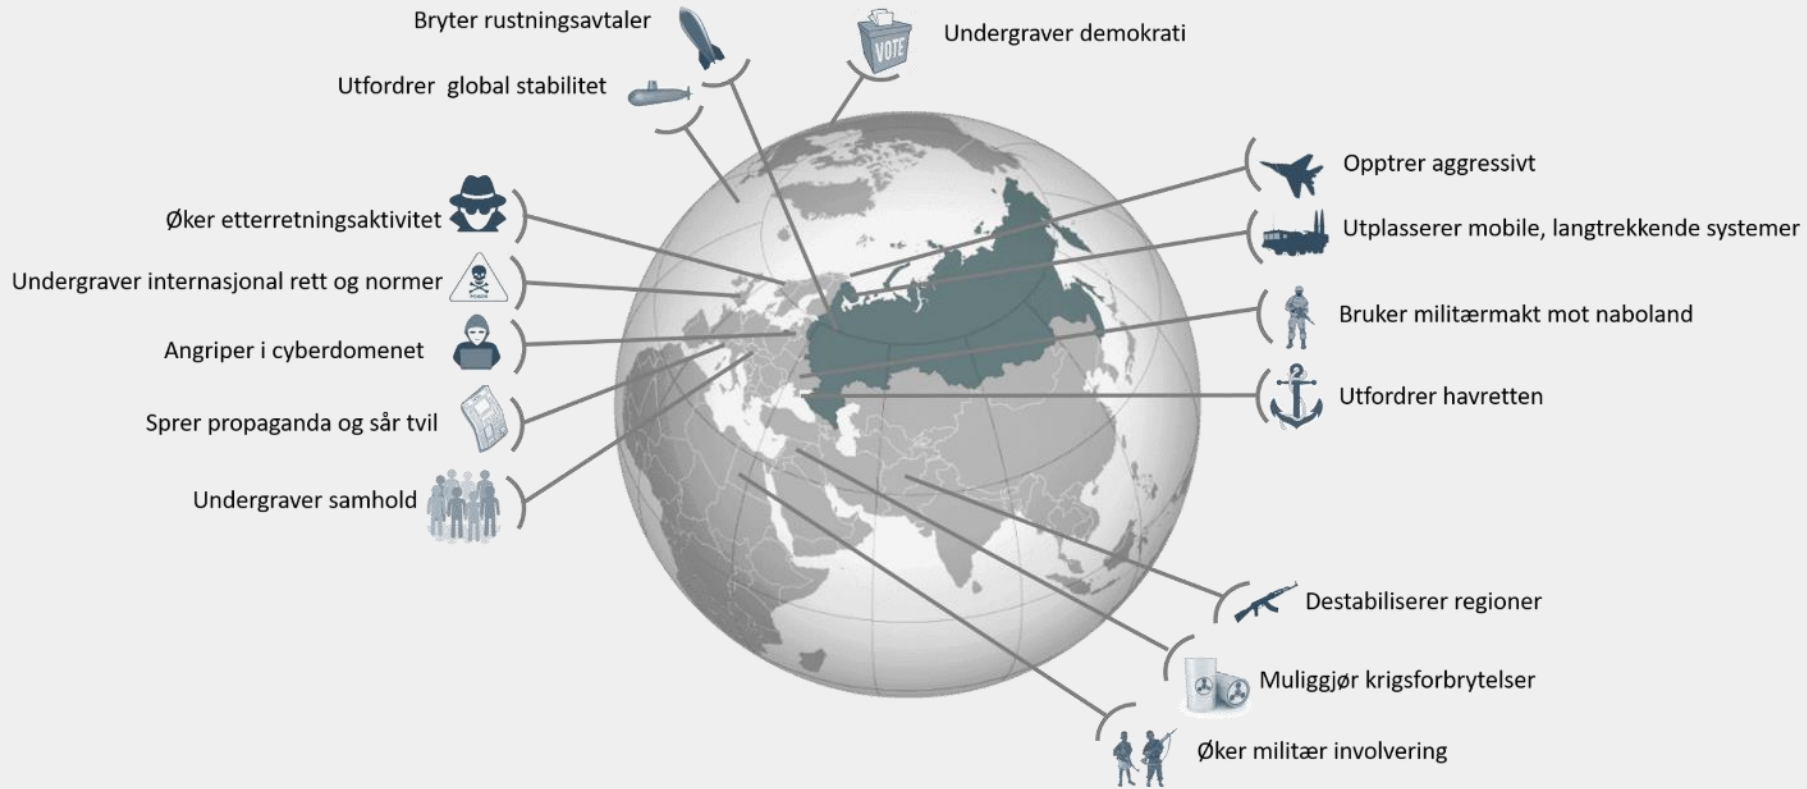 Bryter rustningsavtaler
VOTE
Undergraver demokrati
Utfordrer global stabilitet
Opptrer aggressivt
Øker etterretningsaktivitet
Utplasserer mobile, langtrekkende systemer
Undergraver internasjonal rett og normer
POISON
Bruker militærmakt mot naboland
Angriper i cyberdomenet
Utfordrer havretten
Sprer propaganda og sår tvil
Undergraver samhold
Destabiliserer regioner
Muliggjør krigsforbrytelser
Øker militær involvering